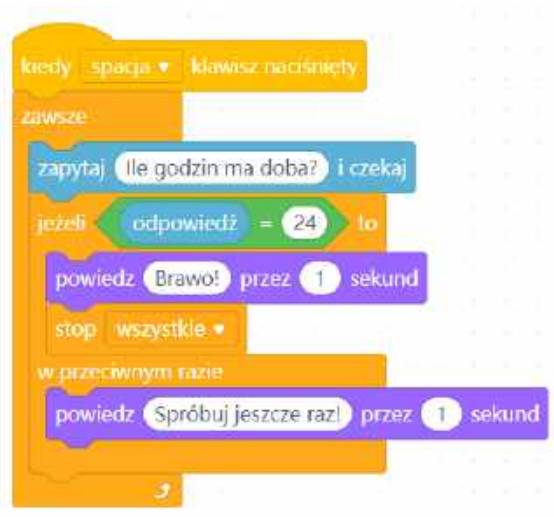 kiedy spacja klawisz naciśnięty
zawsze
zapytaj Ile godzin ma doba? i czekaj
jeżeli odpowiedź = 24 to
powiedz Brawo! przez 1 sekund
stop wszystkie
w przeciwnym razie
powiedz Spróbuj jeszcze raz! przez 1 sekund